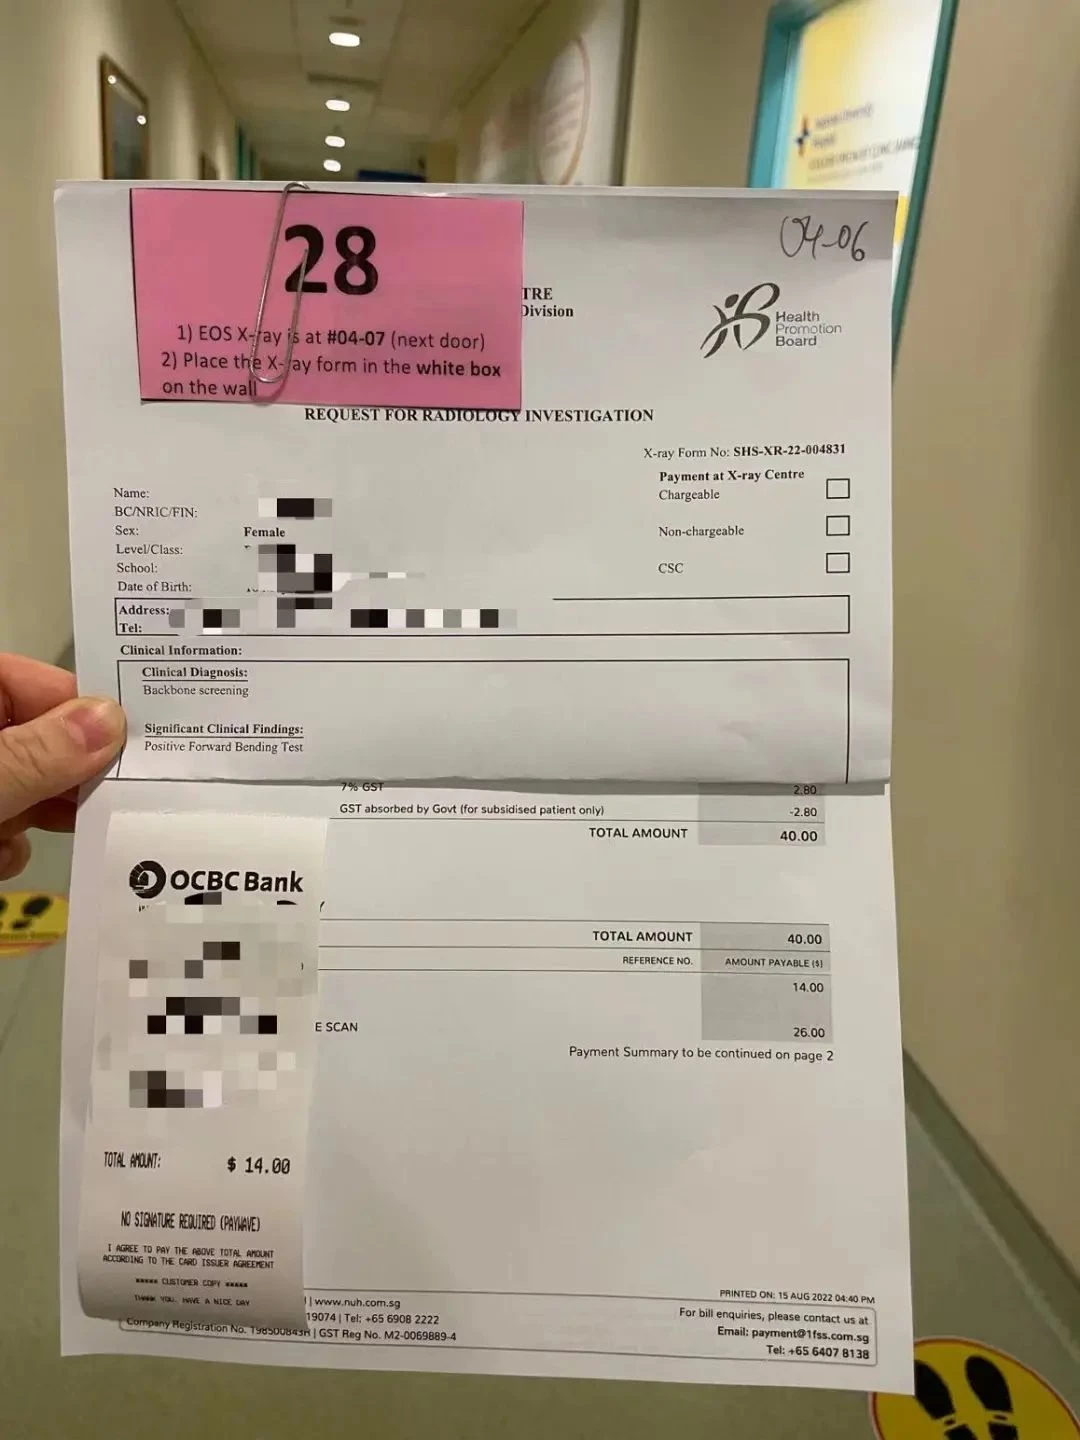 28
04-06
1) EOS X-ray is at #04-07 (next door)
2) Place the X-ray form in the white box
on the wall
TRE
Division
Health
Promotion
Board
REQUEST FOR RADIOLOGY INVESTIGATION
X-ray Form No: SHS-XR-22-004831
Payment at X-ray Centre
Chargeable
Non-chargeable
CSC
Name:
BC/NRIC/FIN:
Sex: Female
Level/Class:
School:
Date of Birth:
Address:
Tel:
Clinical Information:
Clinical Diagnosis:
Backbone screening
Significant Clinical Findings:
Positive Forward Bending Test
7% GST 2.80
GST absorbed by Govt (for subsidised patient only) -2.80
TOTAL AMOUNT 40.00
OCBC Bank
TOTAL AMOUNT 40.00
REFERENCE NO. AMOUNT PAYABLE ($)
14.00
E SCAN 26.00
Payment Summary to be continued on page 2
TOTAL AMOUNT: $ 14.00
NO SIGNATURE REQUIRED (PAYWAVE)
I AGREE TO PAY THE ABOVE TOTAL AMOUNT
ACCORDING TO THE CARD ISSUER AGREEMENT
***** CUSTOMER COPY *****
THANK YOU. HAVE A NICE DAY
PRINTED ON: 15 AUG 2022 04:40 PM
| www.nuh.com.sg
19074 | Tel: +65 6908 2222
Company Registration No. 198500843H | GST Reg No. M2-0069889-4
For bill enquiries, please contact us at
Email: payment@1fss.com.sg
Tel: +65 6407 8138